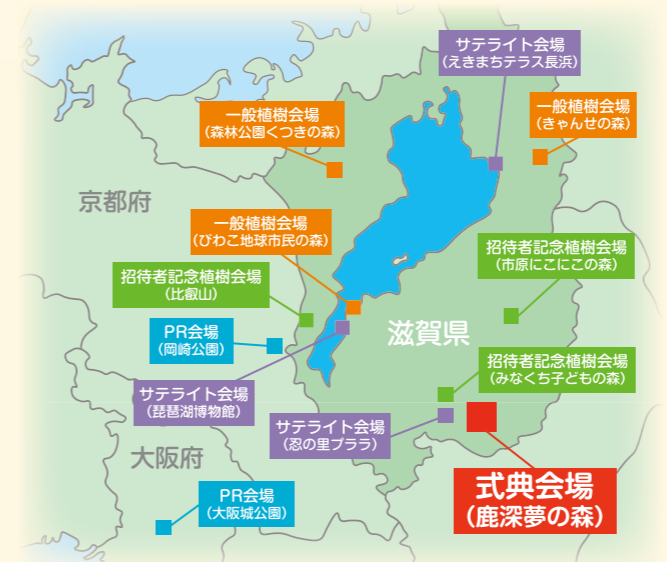 サテライト会場
（えきまちテラス長浜）
一般植樹会場
（森林公園くつきの森）
一般植樹会場
（きゃんせの森）
京都府
一般植樹会場
（びわこ地球市民の森）
招待者記念植樹会場
（市原にこにこの森）
招待者記念植樹会場
（比叡山）
PR会場
（岡崎公園）
滋賀県
招待者記念植樹会場
（みなくち子どもの森）
サテライト会場
（琵琶湖博物館）
サテライト会場
（忍の里プララ）
大阪府
式典会場
（鹿深夢の森）
PR会場
（大阪城公園）